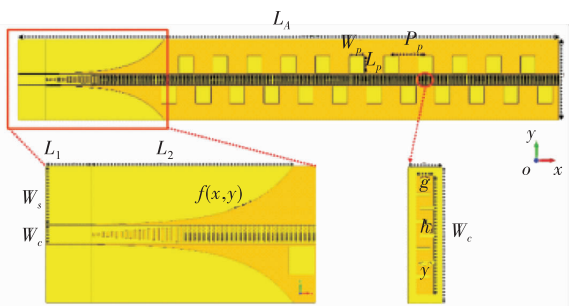 L_A
W_p
P_p
L_p
L_1 L_2
W_s
f(x,y)
W_c
g
h
W_c
y
y
o x